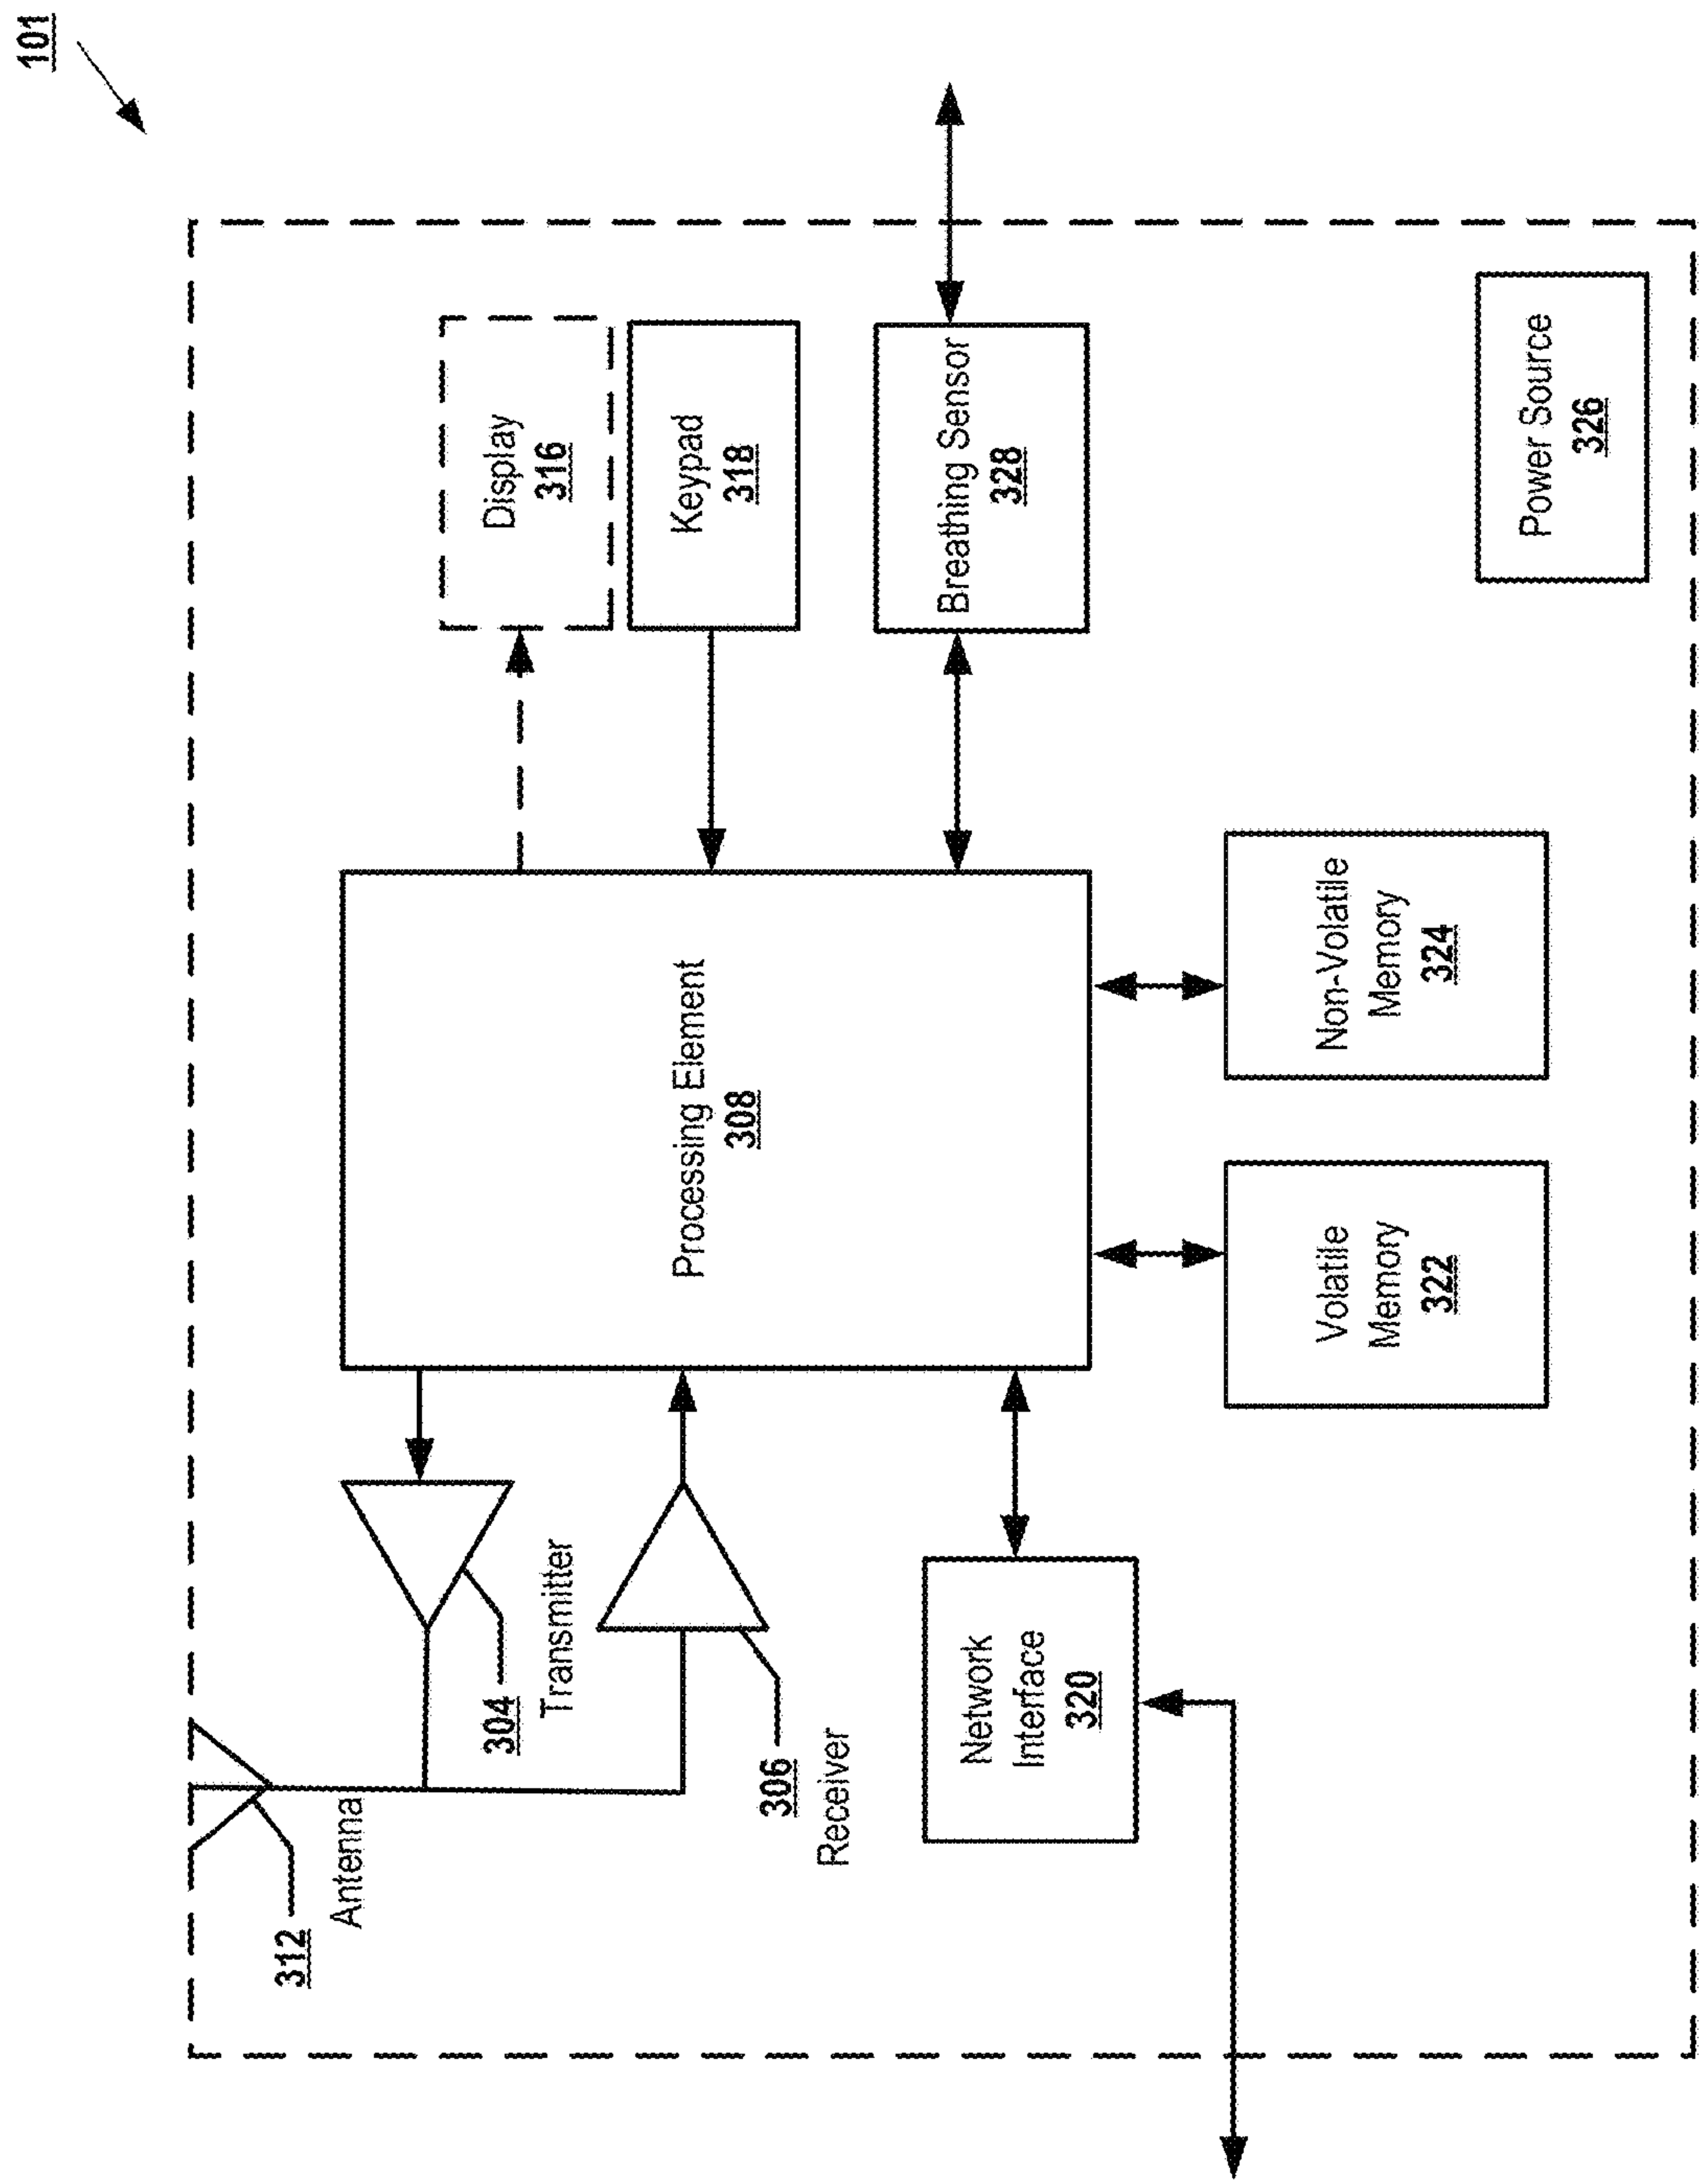 101
312
Antenna
304
Transmitter
306
Receiver
Processing Element
308
Display
316
Keypad
318
Breathing Sensor
328
Network
Interface
320
Volatile
Memory
322
Non-Volatile
Memory
324
Power Source
326